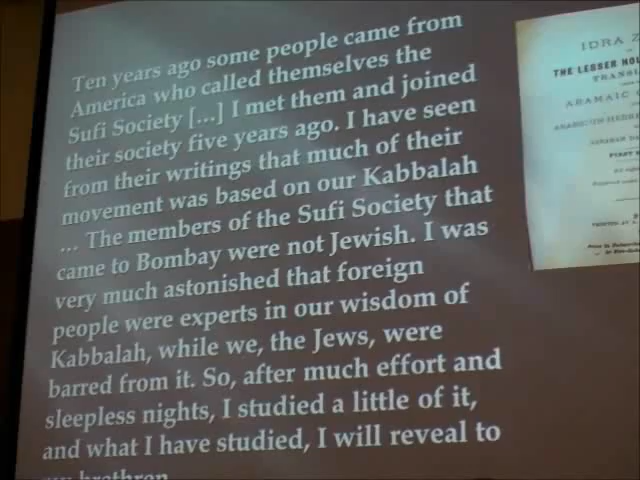 Ten years ago some people came from
America who called themselves the
Sufi Society [...] I met them and joined
their society five years ago. I have seen
from their writings that much of their
movement was based on our Kabbalah
... The members of the Sufi Society that
came to Bombay were not Jewish. I was
very much astonished that foreign
people were experts in our wisdom of
Kabbalah, while we, the Jews, were
barred from it. So, after much effort and
sleepless nights, I studied a little of it,
and what I have studied, I will reveal to
brethren
IDRA Z
THE LESSER HO
TRANS
ARAMAIC